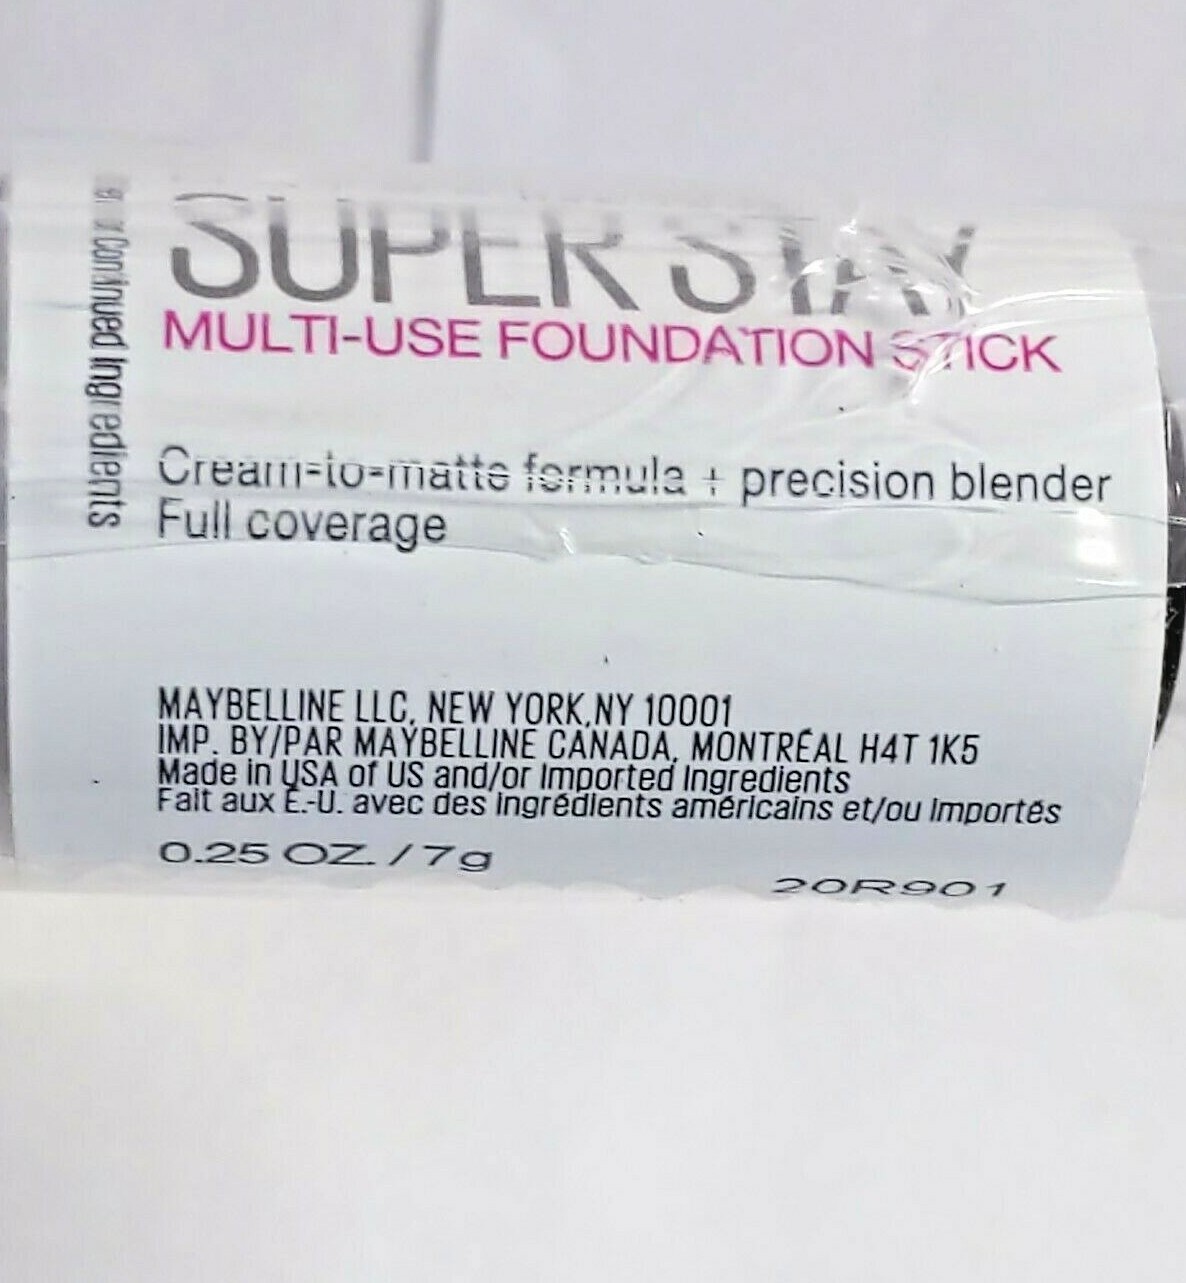 SUPER STAY
MULTI-USE FOUNDATION STICK
Cream-to-matte formula + precision blender
Full coverage
MAYBELLINE LLC, NEW YORK, NY 10001
IMP. BY/PAR MAYBELLINE CANADA, MONTRÉAL H4T 1K5
Made in USA of US and/or Imported Ingredients
Fait aux É.-U. avec des ingrédients américains et/ou importés
0.25 OZ. / 7g
20R901
for Continued Ingredients